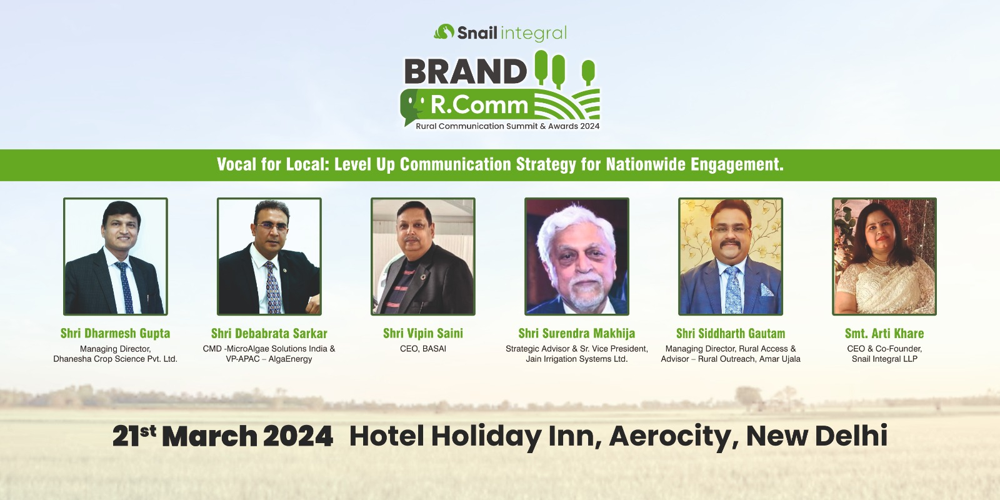 Snail integral
BRAND
R.Comm
Rural Communication Summit & Awards 2024
Vocal for Local: Level Up Communication Strategy for Nationwide Engagement.
Shri Dharmesh Gupta
Managing Director,
Dhanesha Crop Science Pvt. Ltd.
Shri Debabrata Sarkar
CMD -MicroAlgae Solutions India &
VP-APAC – AlgaEnergy
Shri Vipin Saini
CEO, BASAI
Shri Surendra Makhija
Strategic Advisor & Sr. Vice President,
Jain Irrigation Systems Ltd.
Shri Siddharth Gautam
Managing Director, Rural Access &
Advisor – Rural Outreach, Amar Ujala
Smt. Arti Khare
CEO & Co-Founder,
Snail Integral LLP
21st March 2024 Hotel Holiday Inn, Aerocity, New Delhi